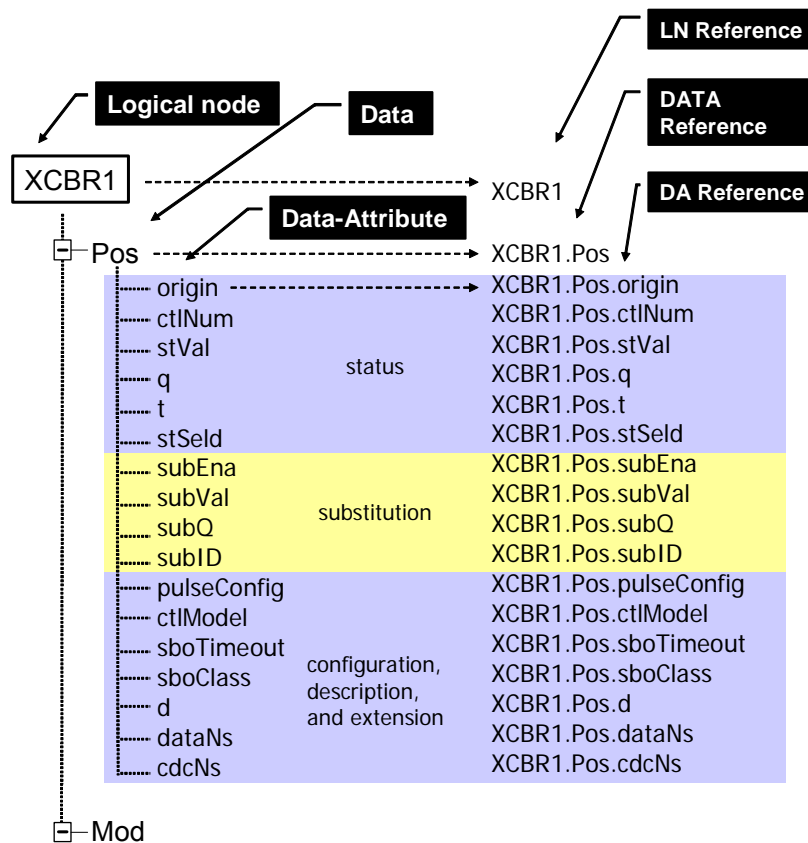 LN Reference
Logical node
Data
DATA
Reference
XCBR1
XCBR1
DA Reference
Data-Attribute
Pos
XCBR1.Pos
origin
XCBR1.Pos.origin
ctlNum
XCBR1.Pos.ctlNum
stVal
XCBR1.Pos.stVal
status
q
XCBR1.Pos.q
t
XCBR1.Pos.t
stSeld
XCBR1.Pos.stSeld
subEna
XCBR1.Pos.subEna
subVal
XCBR1.Pos.subVal
substitution
subQ
XCBR1.Pos.subQ
subID
XCBR1.Pos.subID
pulseConfig
XCBR1.Pos.pulseConfig
ctlModel
XCBR1.Pos.ctlModel
sboTimeout
XCBR1.Pos.sboTimeout
configuration,
description,
and extension
sboClass
XCBR1.Pos.sboClass
d
XCBR1.Pos.d
dataNs
XCBR1.Pos.dataNs
cdcNs
XCBR1.Pos.cdcNs
Mod